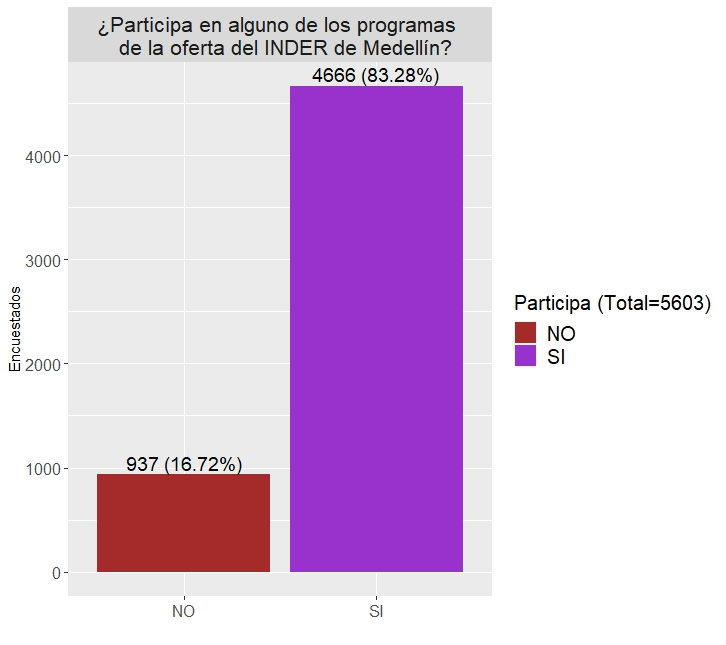 ¿Participa en alguno de los programas
de la oferta del INDER de Medellín?
4666 (83.28%)
4000
3000
Participa (Total=5603)
Encuestados
NO
SI
2000
937 (16.72%)
1000
0
NO
SI